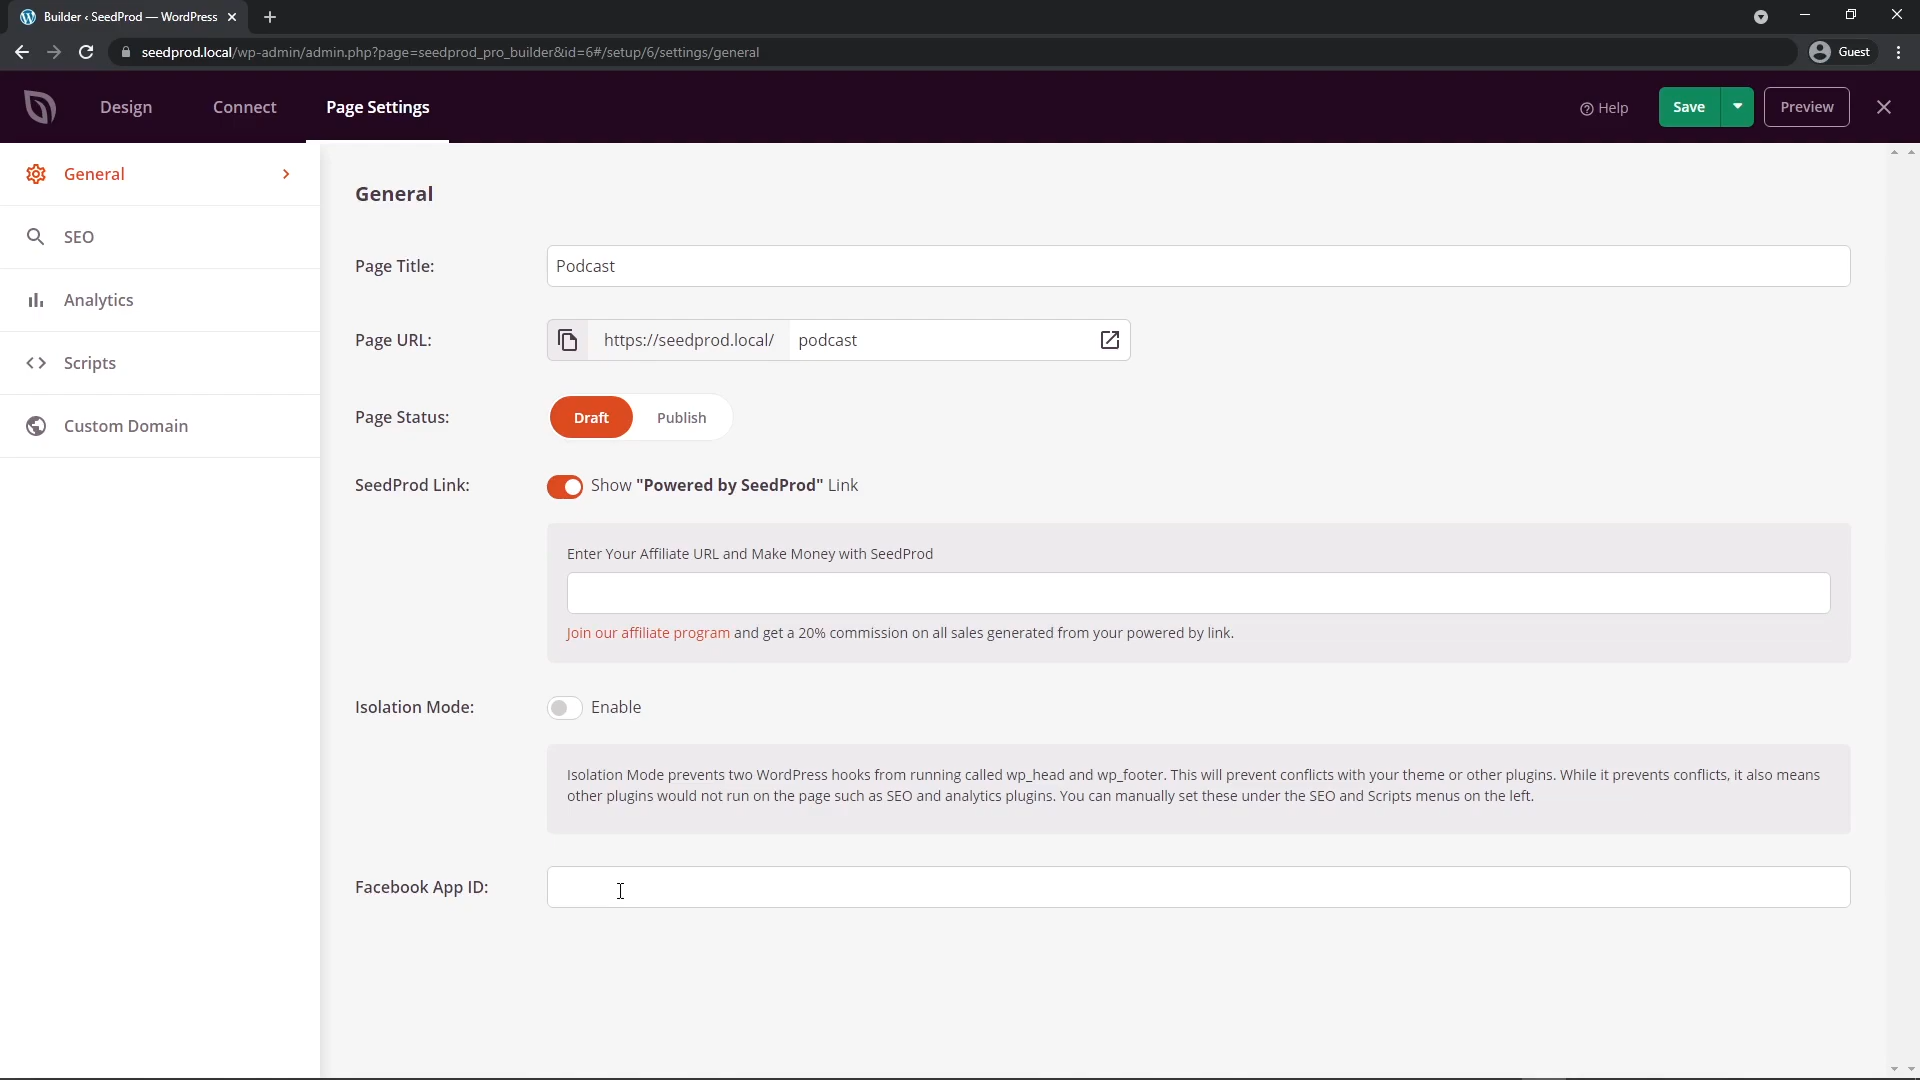 Builder ‹ SeedProd — WordPress
seedprod.local/wp-admin/admin.php?page=seedprod_pro_builder&id=6#/setup/6/settings/general
Guest
Design
Connect
Page Settings
Help
Save
Preview
General
SEO
Analytics
Scripts
Custom Domain
General
Page Title:
Podcast
Page URL:
https://seedprod.local/
podcast
Page Status:
Draft
Publish
SeedProd Link:
Show "Powered by SeedProd" Link
Enter Your Affiliate URL and Make Money with SeedProd
Join our affiliate program and get a 20% commission on all sales generated from your powered by link.
Isolation Mode:
Enable
Isolation Mode prevents two WordPress hooks from running called wp_head and wp_footer. This will prevent conflicts with your theme or other plugins. While it prevents conflicts, it also means
other plugins would not run on the page such as SEO and analytics plugins. You can manually set these under the SEO and Scripts menus on the left.
Facebook App ID: